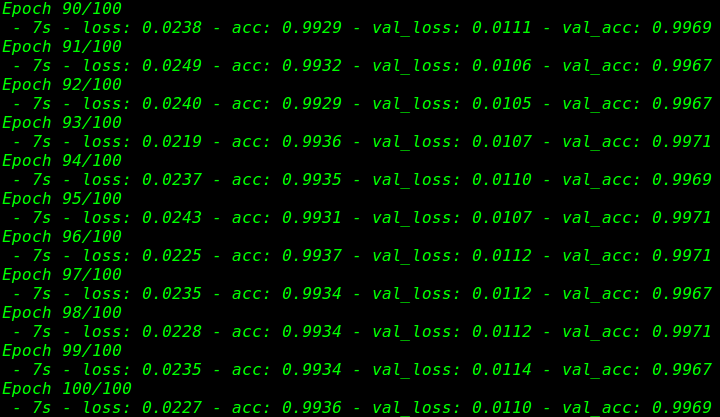 Epoch 90/100
- 7s - loss: 0.0238 - acc: 0.9929 - val_loss: 0.0111 - val_acc: 0.9969
Epoch 91/100
- 7s - loss: 0.0249 - acc: 0.9932 - val_loss: 0.0106 - val_acc: 0.9967
Epoch 92/100
- 7s - loss: 0.0240 - acc: 0.9929 - val_loss: 0.0105 - val_acc: 0.9967
Epoch 93/100
- 7s - loss: 0.0219 - acc: 0.9936 - val_loss: 0.0107 - val_acc: 0.9971
Epoch 94/100
- 7s - loss: 0.0237 - acc: 0.9935 - val_loss: 0.0110 - val_acc: 0.9969
Epoch 95/100
- 7s - loss: 0.0243 - acc: 0.9931 - val_loss: 0.0107 - val_acc: 0.9971
Epoch 96/100
- 7s - loss: 0.0225 - acc: 0.9937 - val_loss: 0.0112 - val_acc: 0.9971
Epoch 97/100
- 7s - loss: 0.0235 - acc: 0.9934 - val_loss: 0.0112 - val_acc: 0.9967
Epoch 98/100
- 7s - loss: 0.0228 - acc: 0.9934 - val_loss: 0.0112 - val_acc: 0.9971
Epoch 99/100
- 7s - loss: 0.0235 - acc: 0.9934 - val_loss: 0.0114 - val_acc: 0.9967
Epoch 100/100
- 7s - loss: 0.0227 - acc: 0.9936 - val_loss: 0.0110 - val_acc: 0.9969